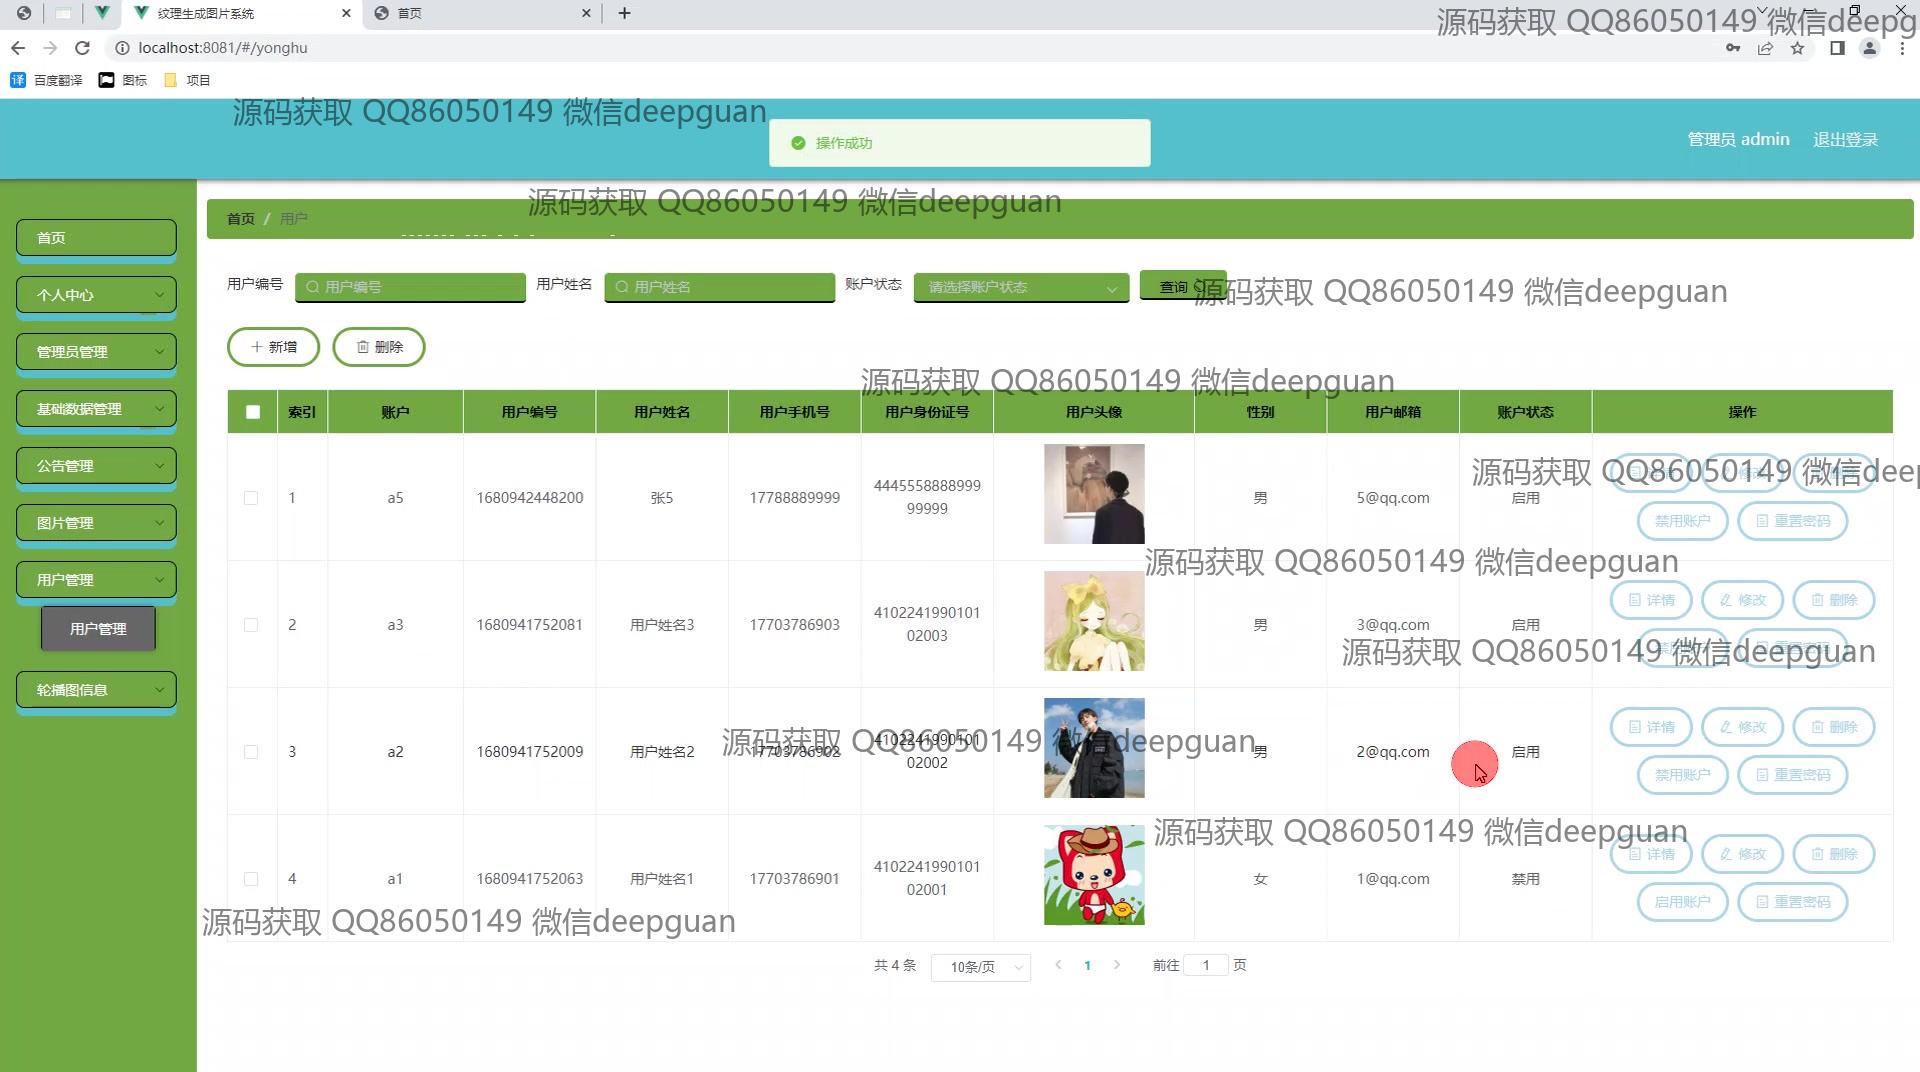 纹理生成图片系统
首页
localhost:8081/#/yonghu
百度翻译
图标
项目
源码获取 QQ86050149 微信deepg
源码获取 QQ86050149 微信deepguan
操作成功
管理员 admin
退出登录
首页 / 用户
源码获取 QQ86050149 微信deepguan
首页
个人中心
管理员管理
基础数据管理
公告管理
图片管理
用户管理
用户管理
轮播图信息
用户编号 用户编号 用户姓名 用户姓名 账户状态 请选择账户状态 查询
源码获取 QQ86050149 微信deepguan
新增 删除
源码获取 QQ86050149 微信deepguan
索引 账户 用户编号 用户姓名 用户手机号 用户身份证号 用户头像 性别 用户邮箱 账户状态 操作
源码获取 QQ86050149 微信deep
1 a5 1680942448200 张5 17788889999 4445558888999
99999 男 5@qq.com 启用
禁用账户 重置密码
源码获取 QQ86050149 微信deepguan
2 a3 1680941752081 用户姓名3 17703786903 4102241990101
02003 男 3@qq.com 启用
详情 修改 删除
源码获取 QQ86050149 微信deepguan
3 a2 1680941752009 用户姓名2 17703786902 4102241990101
02002 男 2@qq.com 启用
详情 修改 删除
禁用账户 重置密码
源码获取 QQ86050149 微信deepguan
源码获取 QQ86050149 微信deepguan
4 a1 1680941752063 用户姓名1 17703786901 4102241990101
02001 女 1@qq.com 禁用
详情 修改 删除
启用账户 重置密码
源码获取 QQ86050149 微信deepguan
共 4 条 10条/页 1 前往 1 页